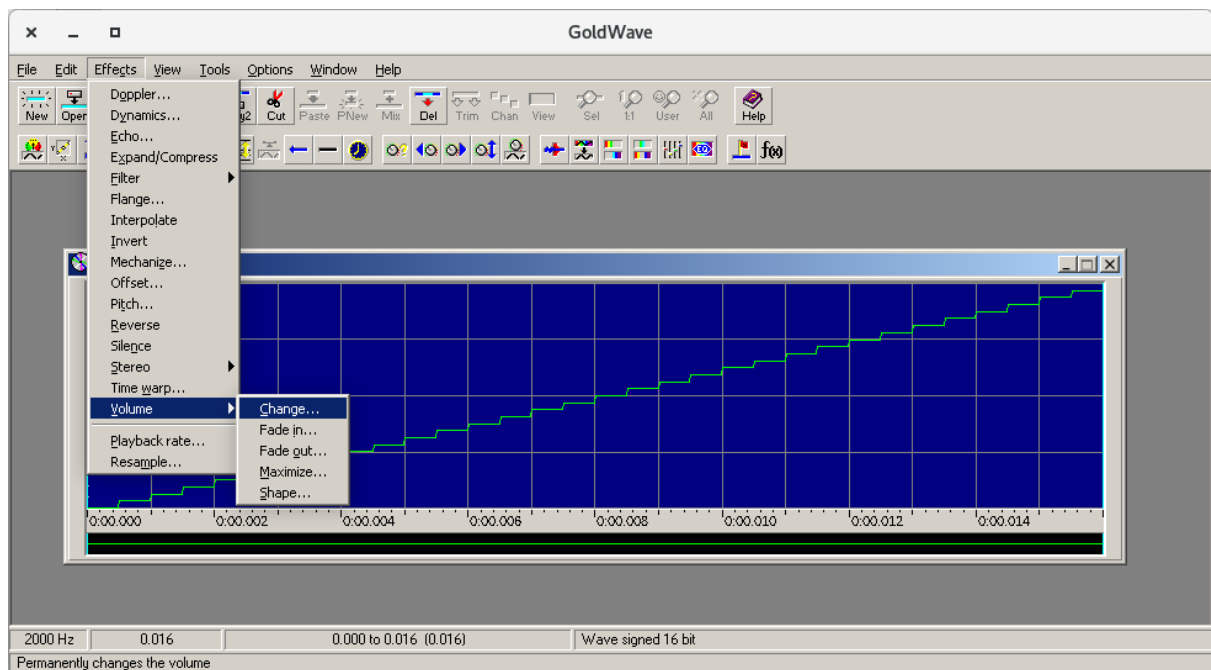 GoldWave
File Edit Effects View Tools Options Window Help
New Cut Paste PNew Mix Del Trim Chan View Sel 1:1 User All Help
f(x)
Doppler...
Dynamics...
Echo...
Expand/Compress
Filter
Flange...
Interpolate
Invert
Mechanize...
Offset...
Pitch...
Reverse
Silence
Stereo
Time warp...
Volume
Playback rate...
Resample...
Change...
Fade in...
Fade out...
Maximize...
Shape...
0:00.000 0:00.002 0:00.004 0:00.006 0:00.008 0:00.010 0:00.012 0:00.014
2000 Hz 0.016 0.000 to 0.016 (0.016) Wave signed 16 bit
Permanently changes the volume